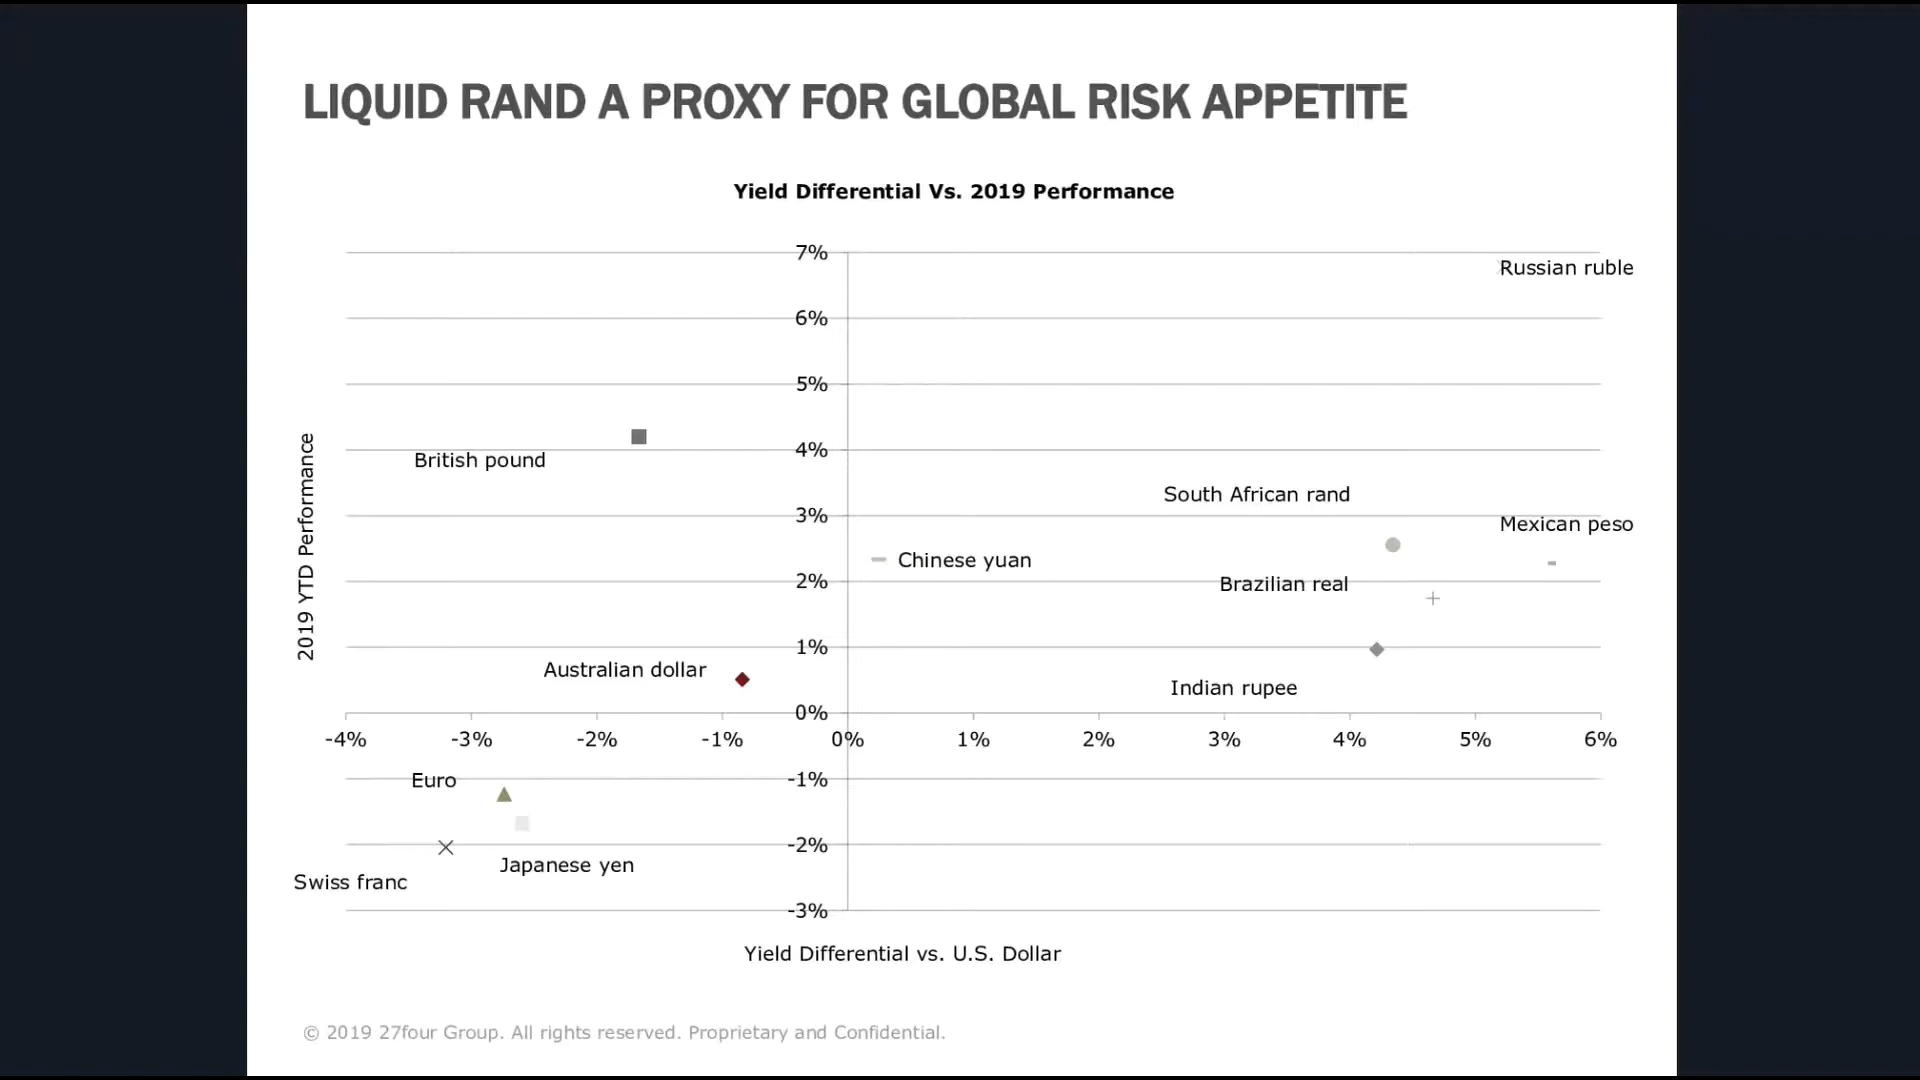 LIQUID RAND A PROXY FOR GLOBAL RISK APPETITE
Yield Differential Vs. 2019 Performance
7%
Russian ruble
6%
5%
4%
British pound
South African rand
3%
Mexican peso
Chinese yuan
2%
Brazilian real
1%
Australian dollar
Indian rupee
0%
2019 YTD Performance
-4% -3% -2% -1% 0% 1% 2% 3% 4% 5% 6%
Euro
-1%
-2%
Japanese yen
Swiss franc
-3%
Yield Differential vs. U.S. Dollar
© 2019 27four Group. All rights reserved. Proprietary and Confidential.